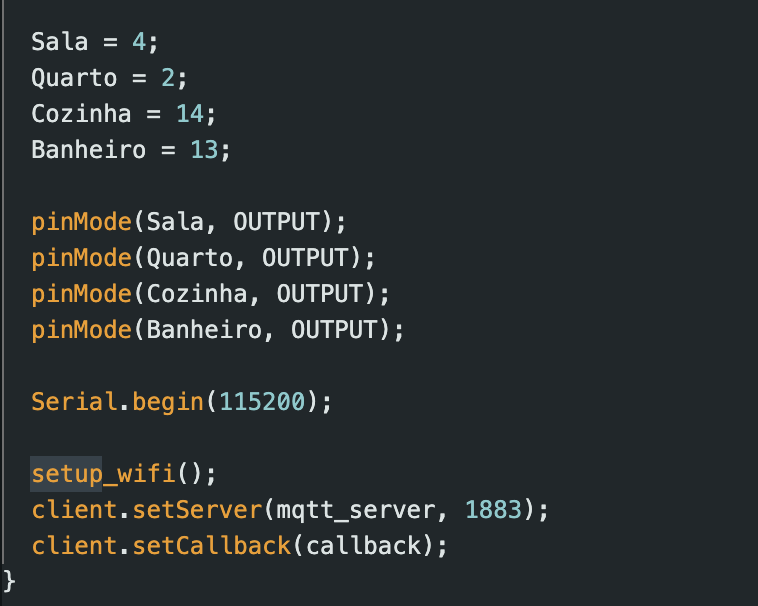 Sala = 4;
Quarto = 2;
Cozinha = 14;
Banheiro = 13;
pinMode(Sala, OUTPUT);
pinMode(Quarto, OUTPUT);
pinMode(Cozinha, OUTPUT);
pinMode(Banheiro, OUTPUT);
Serial.begin(115200);
setup_wifi();
client.setServer(mqtt_server, 1883);
client.setCallback(callback);
}